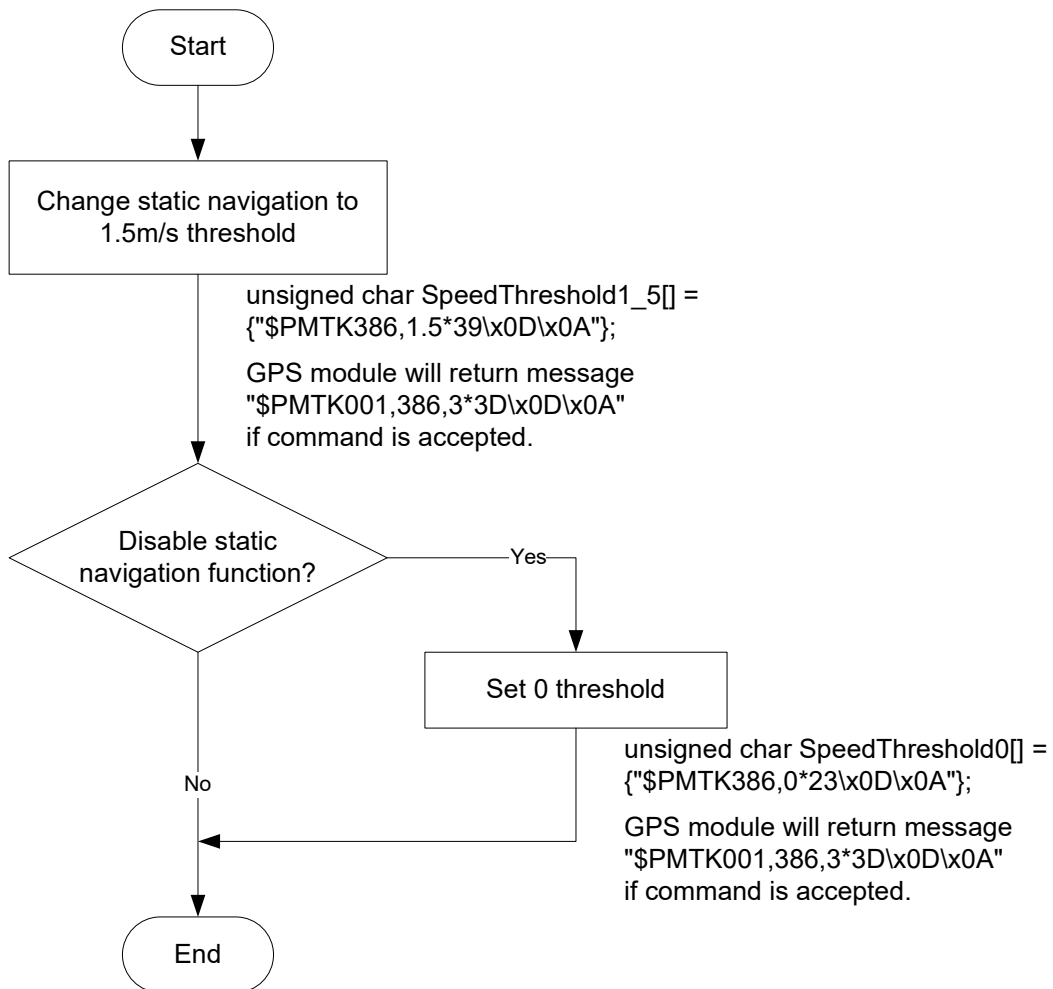 Start
Change static navigation to
1.5m/s threshold
unsigned char SpeedThreshold1_5[] =
{"$PMTK386,1.5*39\x0D\x0A"};
GPS module will return message
"$PMTK001,386,3*3D\x0D\x0A"
if command is accepted.
Disable static
navigation function?
Yes
Set 0 threshold
unsigned char SpeedThreshold0[] =
{"$PMTK386,0*23\x0D\x0A"};
No
GPS module will return message
"$PMTK001,386,3*3D\x0D\x0A"
if command is accepted.
End